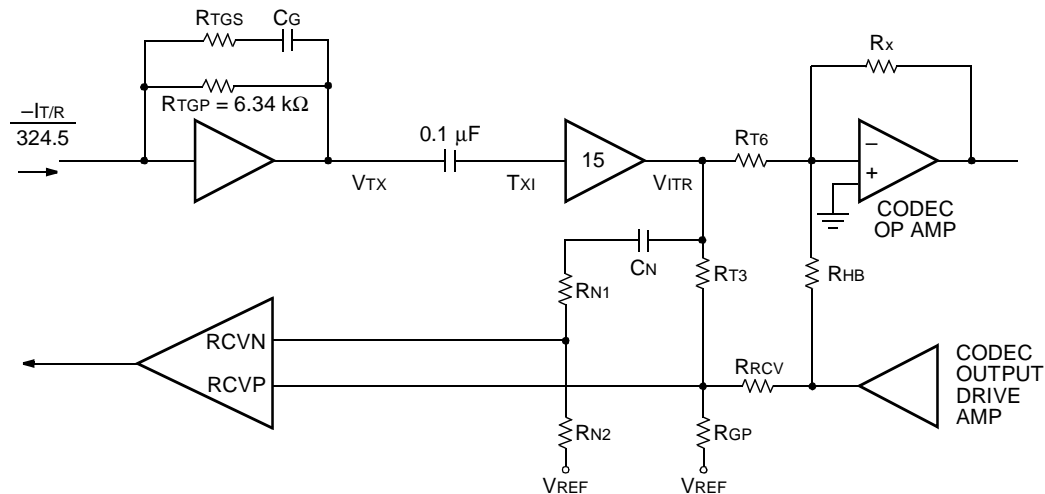 RTGS
CG
RTGP = 6.34 kΩ
–IT/R
324.5
0.1 μF
VTX
TXI
15
VITR
RT6
RX
–
+
CODEC
OP AMP
CN
RN1
RT3
RHB
RCVN
RCVP
RRCV
CODEC
OUTPUT
DRIVE
AMP
RN2
RGP
VREF
VREF